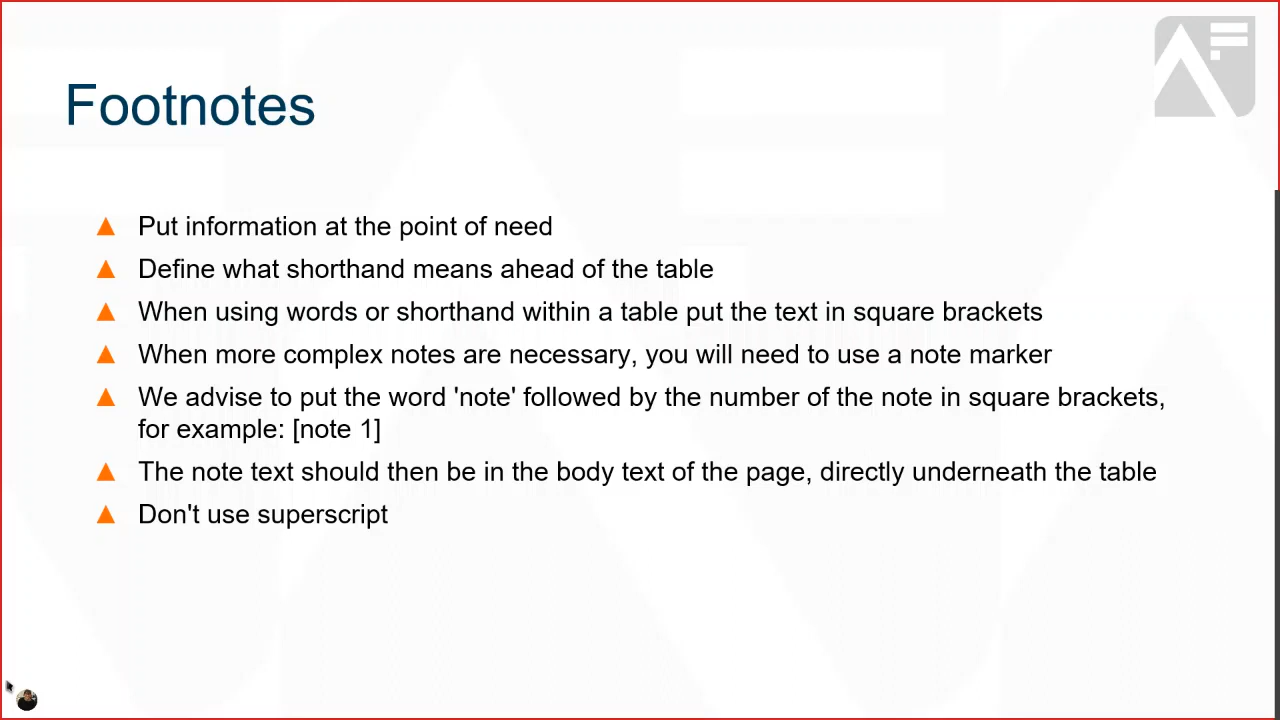 Footnotes
Put information at the point of need
Define what shorthand means ahead of the table
When using words or shorthand within a table put the text in square brackets
When more complex notes are necessary, you will need to use a note marker
We advise to put the word 'note' followed by the number of the note in square brackets,
for example: [note 1]
The note text should then be in the body text of the page, directly underneath the table
Don't use superscript